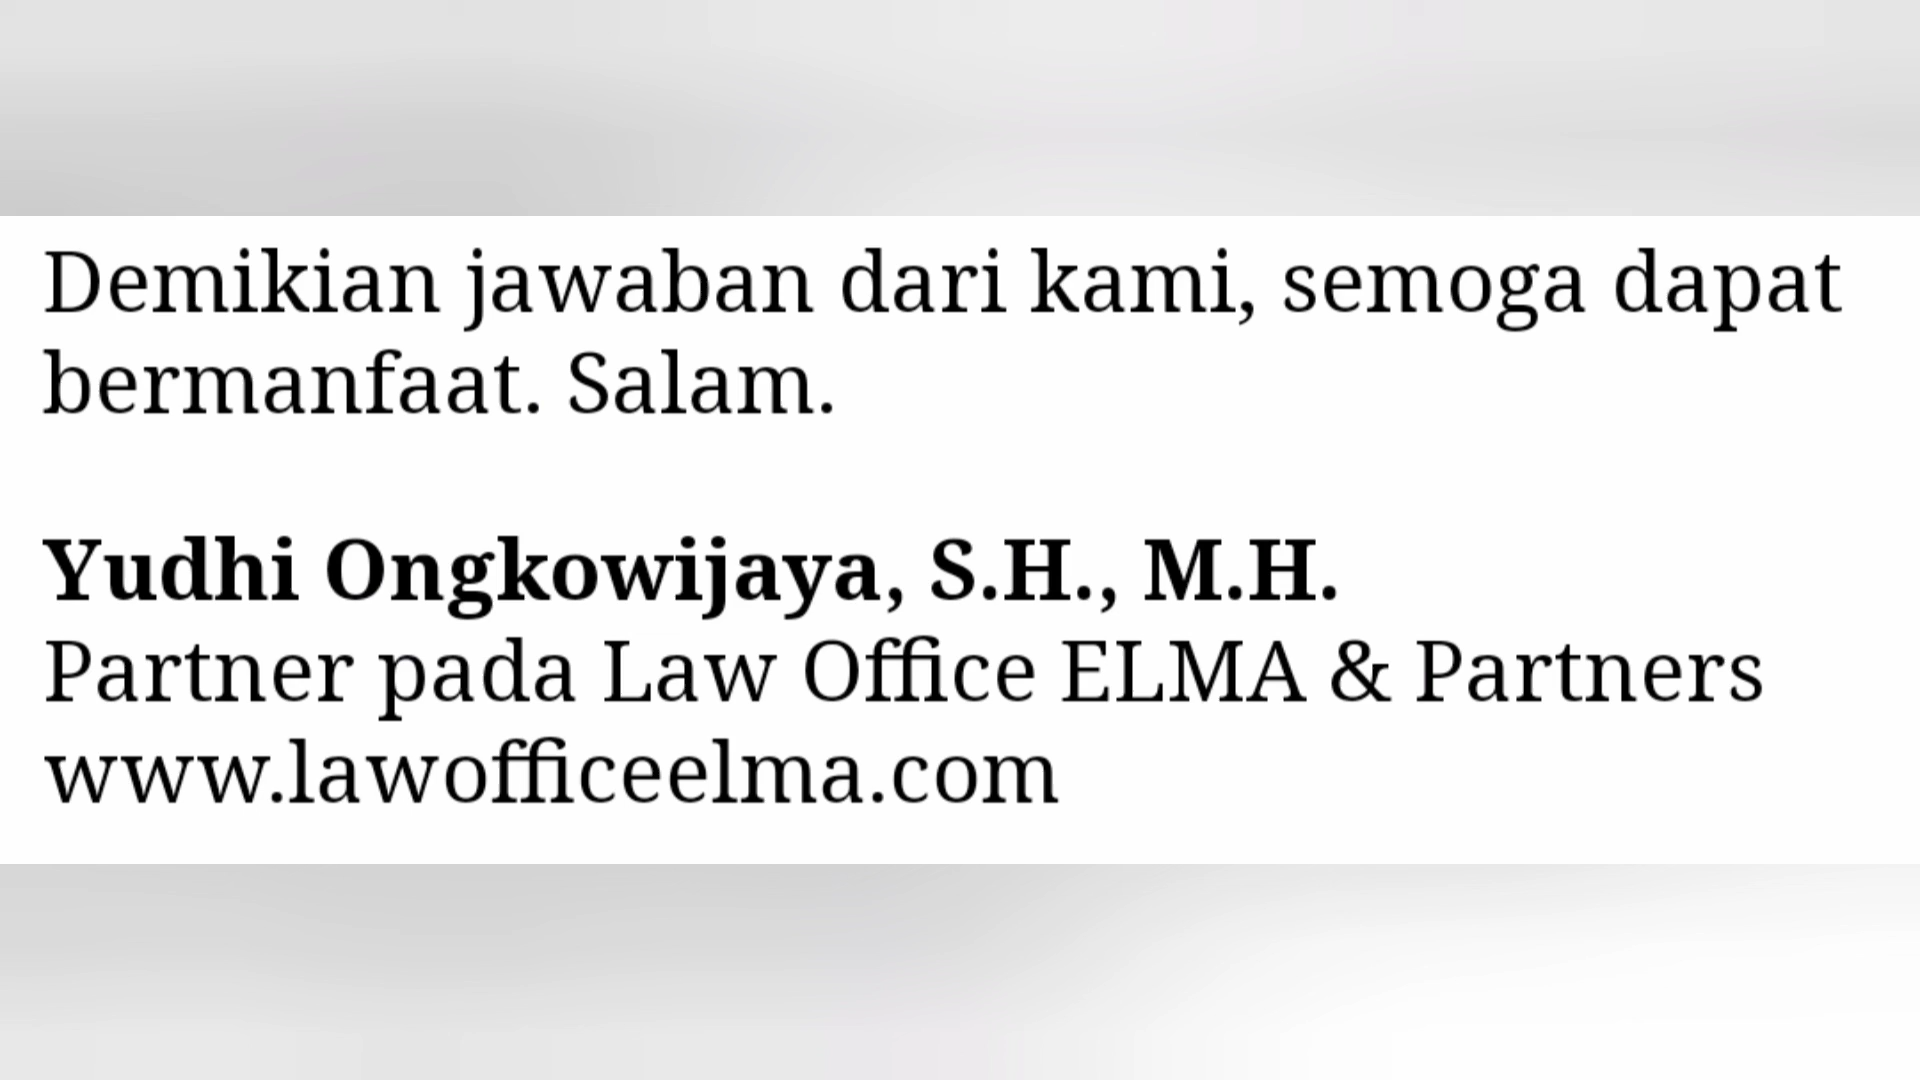 Demikian jawaban dari kami, semoga dapat
bermanfaat. Salam.
Yudhi Ongkowijaya, S.H., M.H.
Partner pada Law Office ELMA & Partners
www.lawofficeelma.com